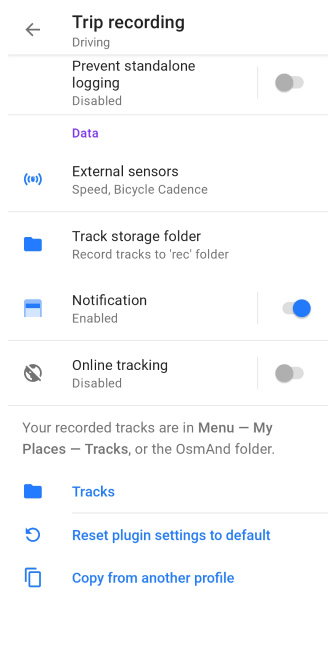 Trip recording
Driving
Prevent standalone
logging
Disabled
Data
External sensors
Speed, Bicycle Cadence
Track storage folder
Record tracks to 'rec' folder
Notification
Enabled
Online tracking
Disabled
Your recorded tracks are in Menu — My
Places — Tracks, or the OsmAnd folder.
Tracks
Reset plugin settings to default
Copy from another profile